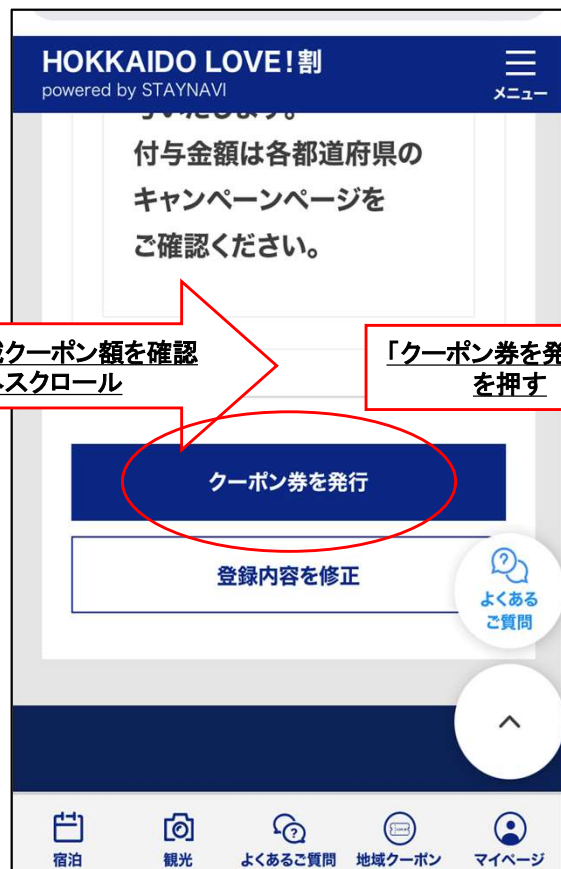 HOKKAIDO LOVE!割
powered by STAYNAVI
メニュー
付与金額は各都道府県の
キャンペーンページを
ご確認ください。
クーポン額を確認
スクロール
「クーポン券を発
を押す
クーポン券を発行
登録内容を修正
よくある
ご質問
宿泊
観光
よくあるご質問
地域クーポン
マイページ